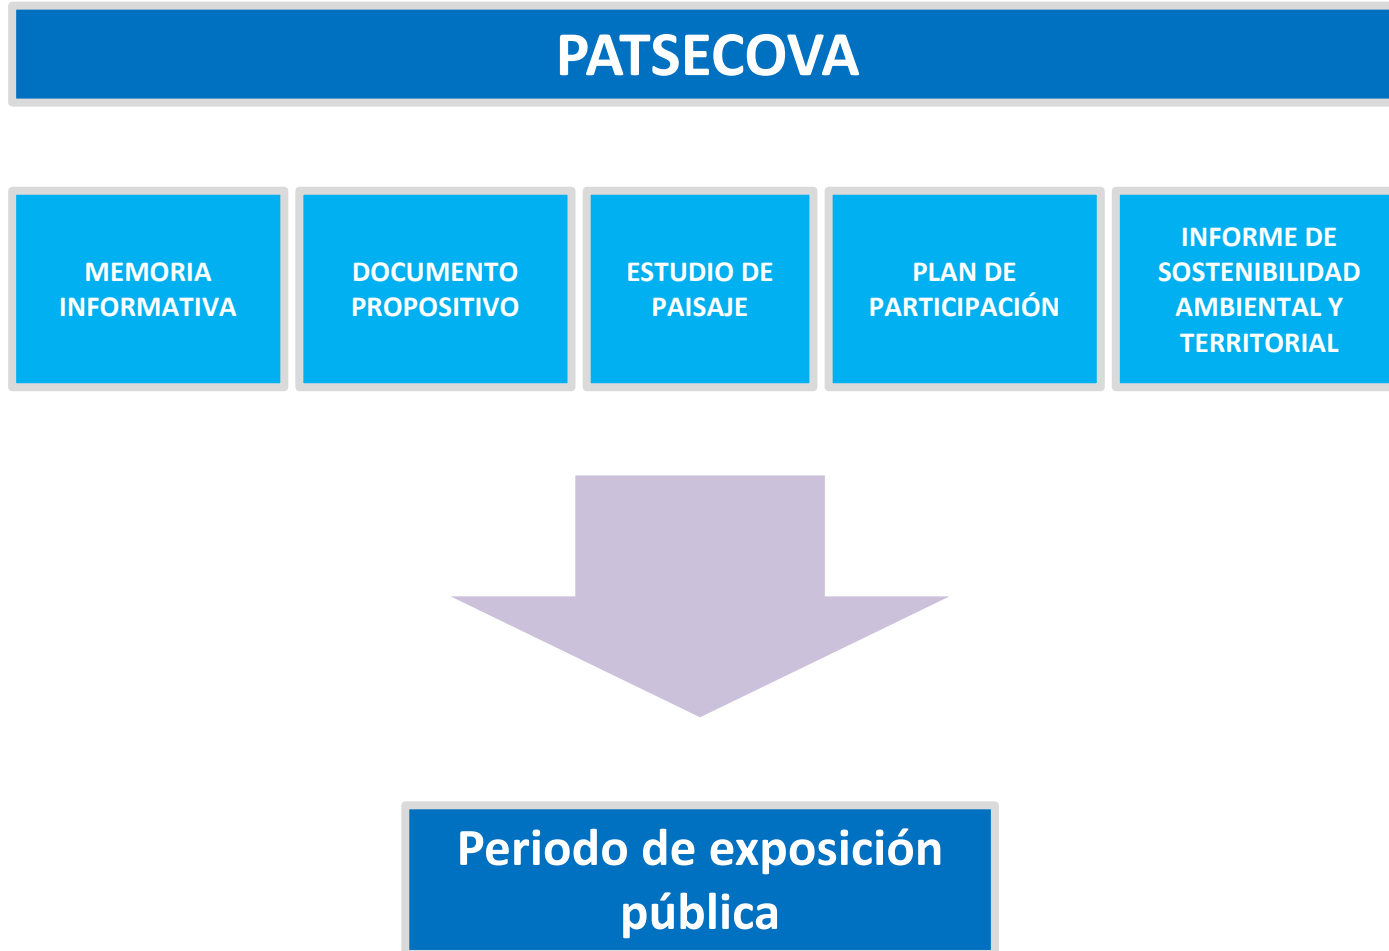 PATSECOVA
MEMORIA
INFORMATIVA
DOCUMENTO
PROPOSITIVO
ESTUDIO DE
PAISAJE
PLAN DE
PARTICIPACIÓN
INFORME DE
SOSTENIBILIDAD
AMBIENTAL Y
TERRITORIAL
Periodo de exposición
pública